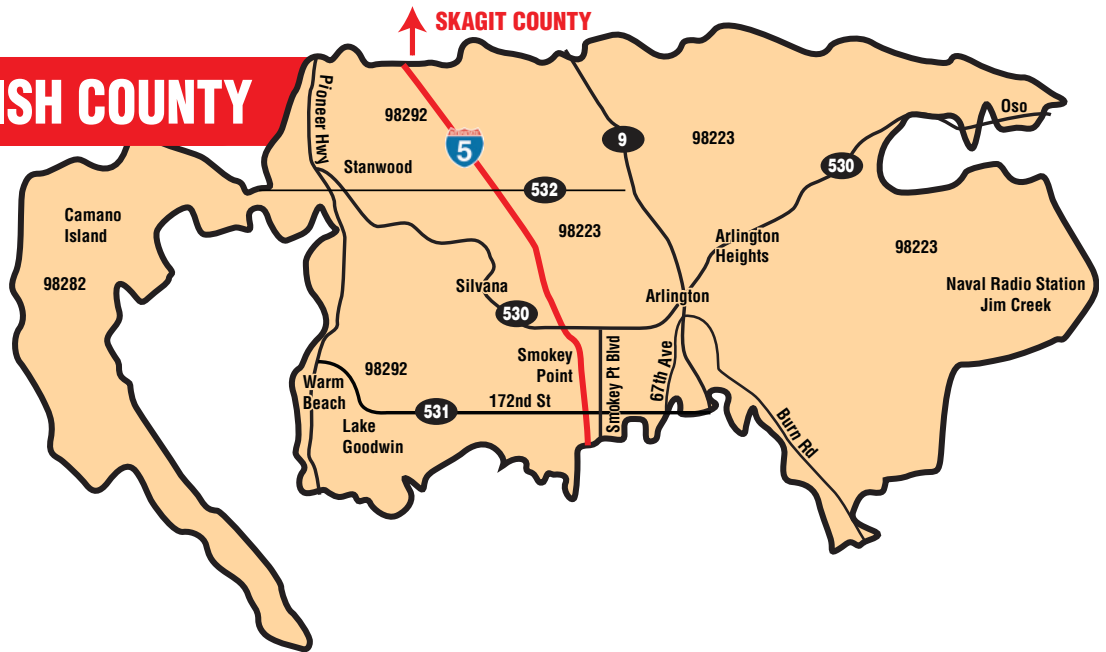 SKAGIT COUNTY
ISH COUNTY
Pioneer Hwy
98292
5
9
98223
Oso
530
Stanwood
532
Camano
Island
98223
Arlington
Heights
98223
98282
Silvana
Arlington
Naval Radio Station
Jim Creek
530
Smokey
Point
Smokey Pt Blvd
67th Ave
98292
Warm
Beach
531
172nd St
Lake
Goodwin
Burn Rd